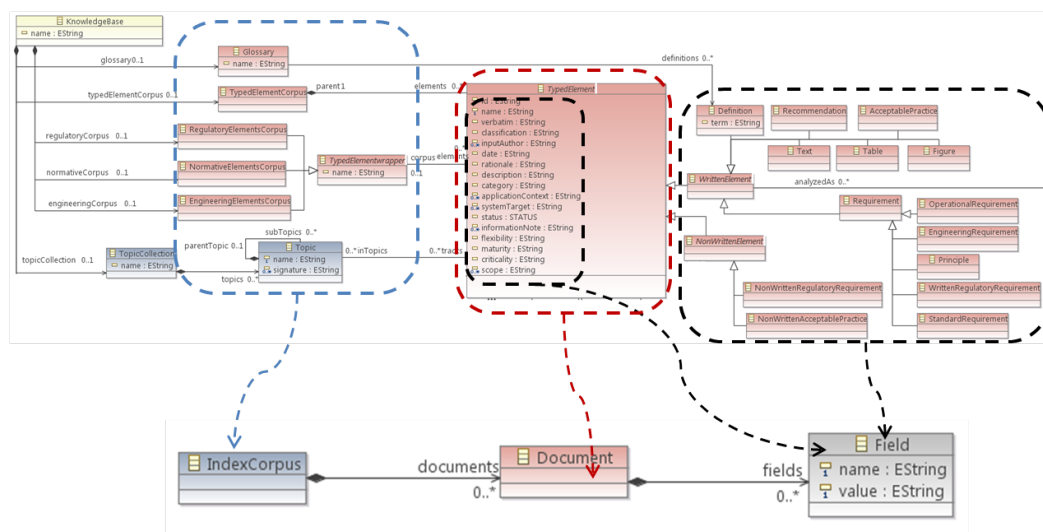 KnowledgeBase
name : EString
glossary0..1
typedElementCorpus 0..1
regulatoryCorpus 0..1
normativeCorpus 0..1
engineeringCorpus 0..1
topicCollection 0..1
Glossary
name : EString
TypedElementCorpus
parent1
elements 0..
RegulatoryElementsCorpus
NormativeElementsCorpus
EngineeringElementsCorpus
TypedElementwrapper
name : EString
corpus
0..1
elem
TopicCollection
name : EString
topics 0..*
subTopics 0..*
parentTopic 0..1
Topic
name : EString
signature : EString
0..*inTopics
0..*tracks
definitions 0..*
TypedElement
id : EString
name : EString
verbatim : EString
classification : EString
inputAuthor : EString
date : EString
rationale : EString
description : EString
category : EString
applicationContext : EString
systemTarget : EString
status : STATUS
informationNote : EString
flexibility : EString
maturity : EString
criticality : EString
scope : EString
Definition
term : EString
Recommendation
AcceptablePractice
Text
Table
Figure
WrittenElement
analyzedAs 0..*
Requirement
OperationalRequirement
EngineeringRequirement
Principle
WrittenRegulatoryRequirement
StandardRequirement
NonWrittenElement
NonWrittenRegulatoryRequirement
NonWrittenAcceptablePractice
IndexCorpus
documents
0..*
Document
fields
0..*
Field
name : EString
value : EString